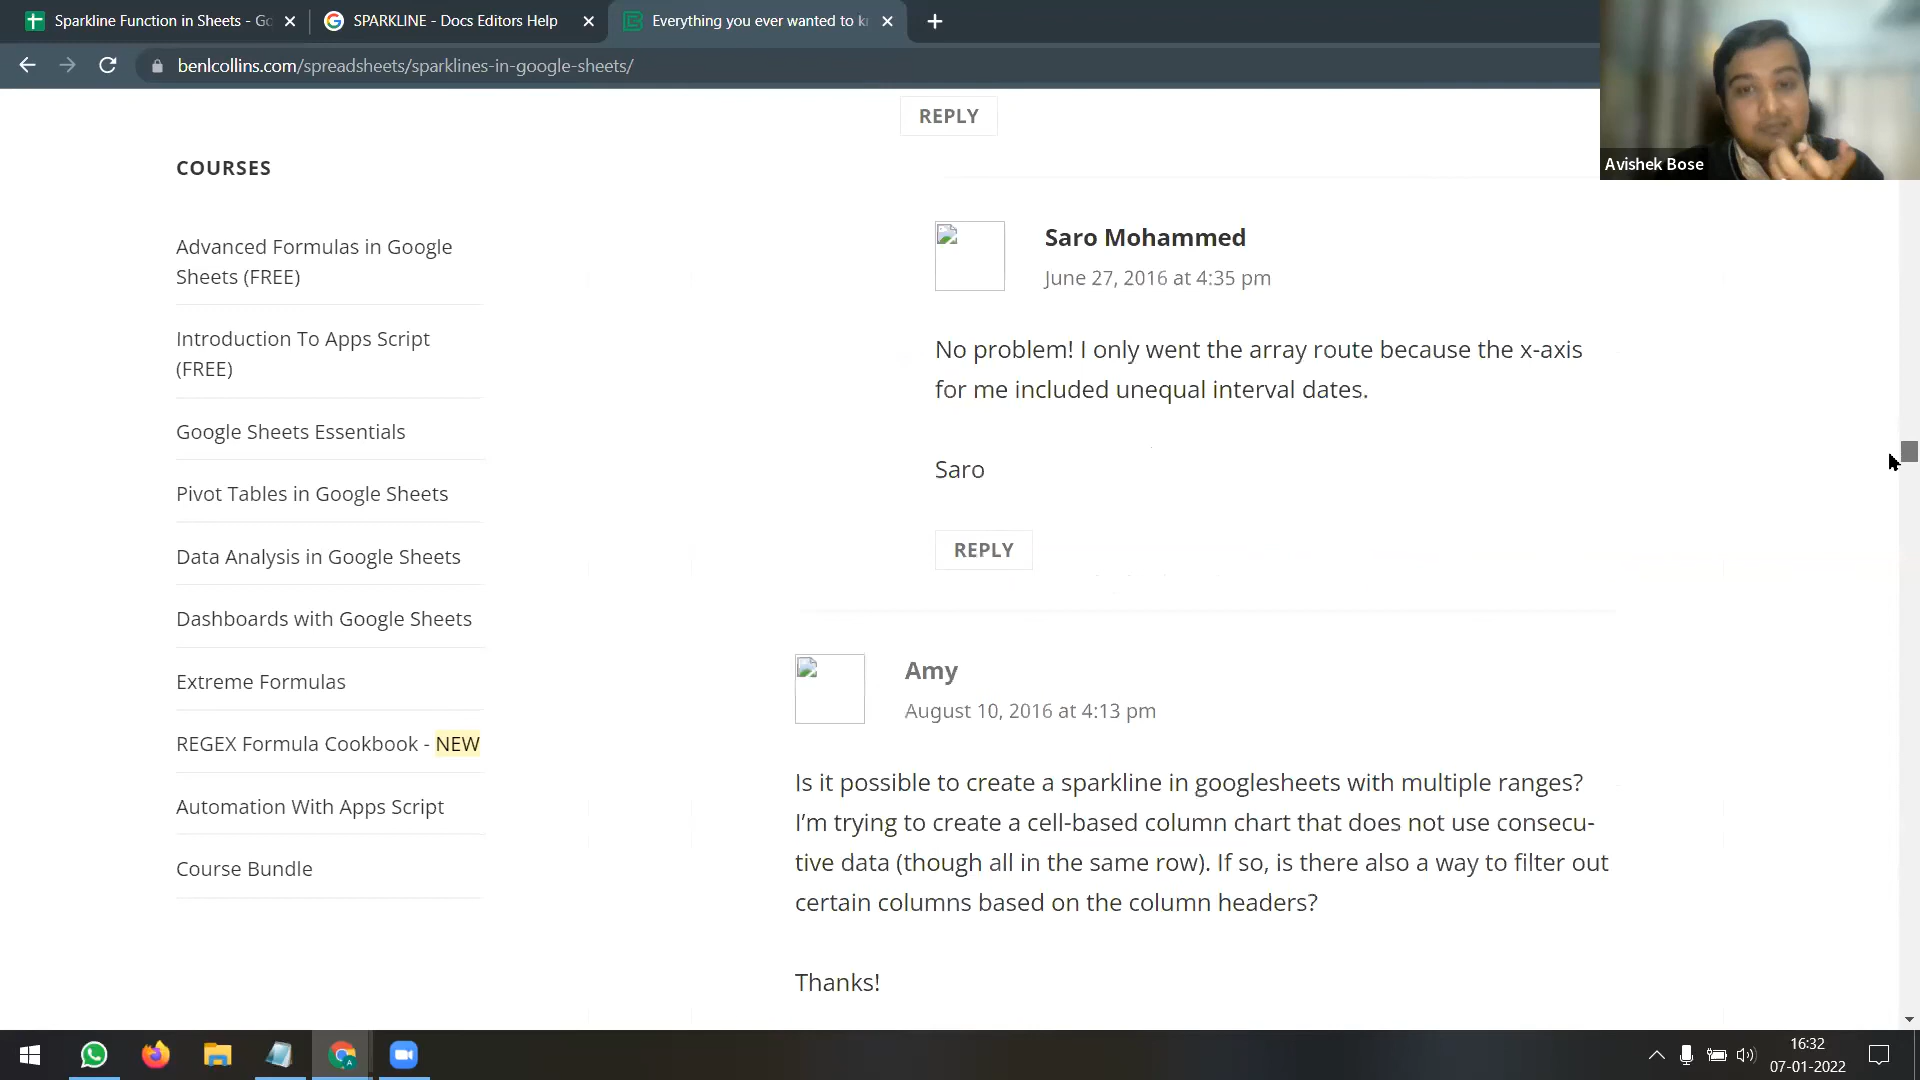 Sparkline Function in Sheets - Go
SPARKLINE - Docs Editors Help
Everything you ever wanted to k
benlcollins.com/spreadsheets/sparklines-in-google-sheets/
Avishek Bose
REPLY
COURSES
Advanced Formulas in Google
Sheets (FREE)
Introduction To Apps Script
(FREE)
Google Sheets Essentials
Pivot Tables in Google Sheets
Data Analysis in Google Sheets
Dashboards with Google Sheets
Extreme Formulas
REGEX Formula Cookbook - NEW
Automation With Apps Script
Course Bundle
Saro Mohammed
June 27, 2016 at 4:35 pm
No problem! I only went the array route because the x-axis
for me included unequal interval dates.
Saro
REPLY
Amy
August 10, 2016 at 4:13 pm
Is it possible to create a sparkline in googlesheets with multiple ranges?
I’m trying to create a cell-based column chart that does not use consecu-
tive data (though all in the same row). If so, is there also a way to filter out
certain columns based on the column headers?
Thanks!
16:32
07-01-2022